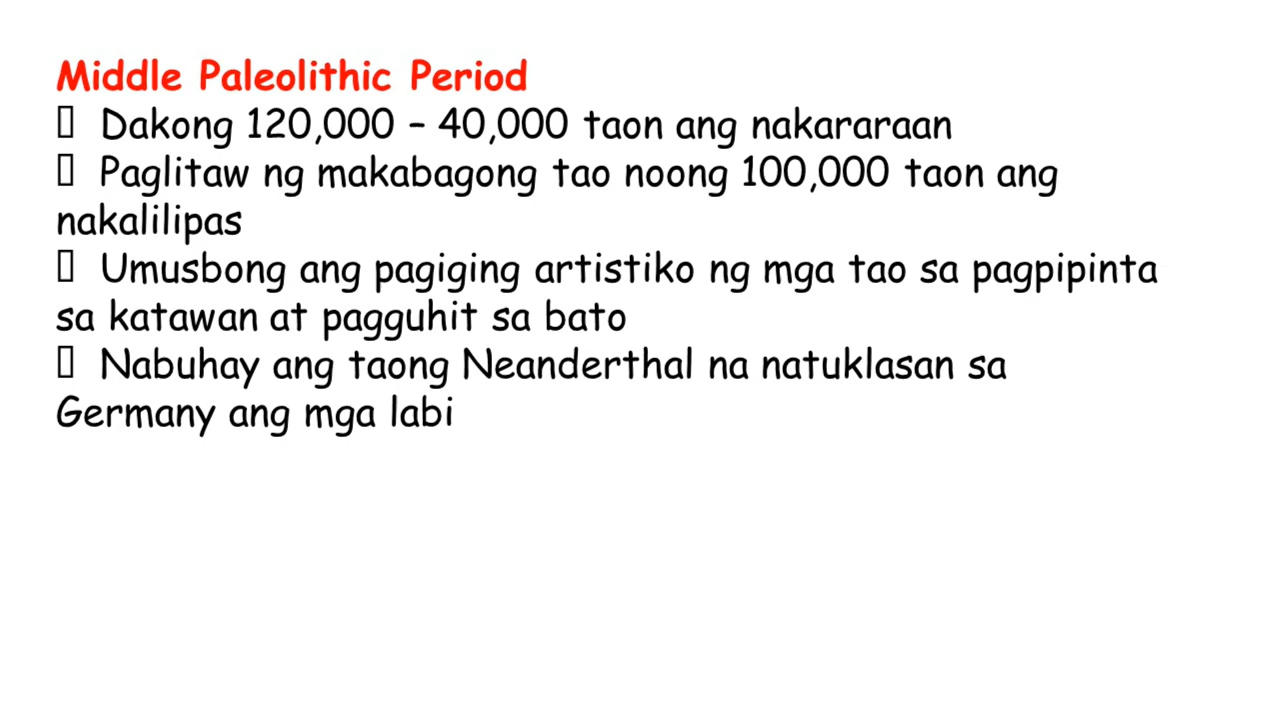 Middle Paleolithic Period
▯ Dakong 120,000 – 40,000 taon ang nakararaan
▯ Paglitaw ng makabagong tao noong 100,000 taon ang
nakalilipas
▯ Umusbong ang pagiging artistiko ng mga tao sa pagpipinta
sa katawan at pagguhit sa bato
▯ Nabuhay ang taong Neanderthal na natuklasan sa
Germany ang mga labi